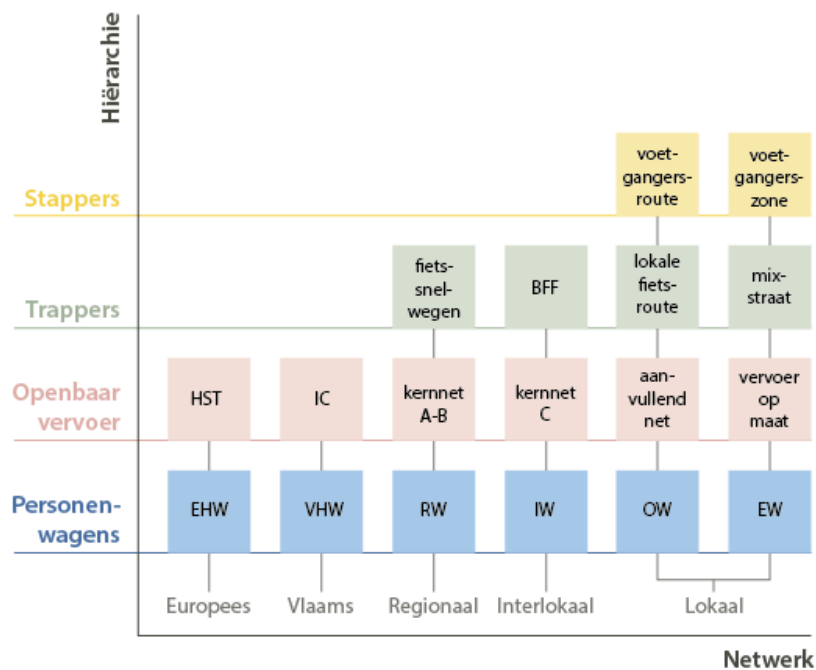 Hiërarchie
Stappers
voet-
gangers-
route
voet-
gangers-
zone
Trappers
fiets-
snel-
wegen
BFF
lokale
fiets-
route
mix-
straat
Openbaar
vervoer
HST
IC
kernnet
A-B
kernnet
C
aan-
vullend
net
vervoer
op
maat
Personen-
wagens
EHW
VHW
RW
IW
OW
EW
Europees
Vlaams
Regionaal
Interlokaal
Lokaal
Netwerk